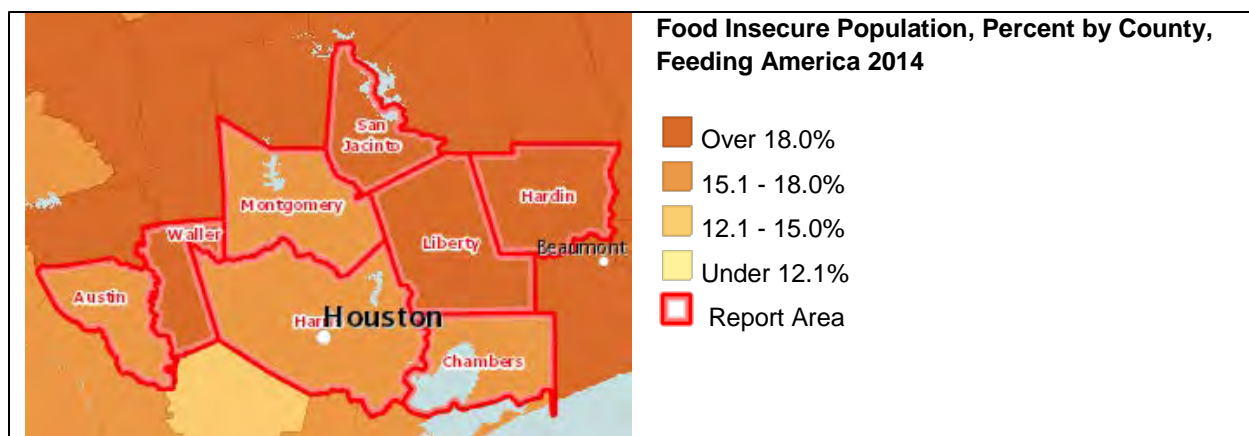 Food Insecure Population, Percent by County,
Feeding America 2014
Over 18.0%
15.1 - 18.0%
12.1 - 15.0%
Under 12.1%
Report Area
San
Jacinto
Hardin
Montgomery
Waller
Liberty
Beaumont
Austin
Houston
Chambers